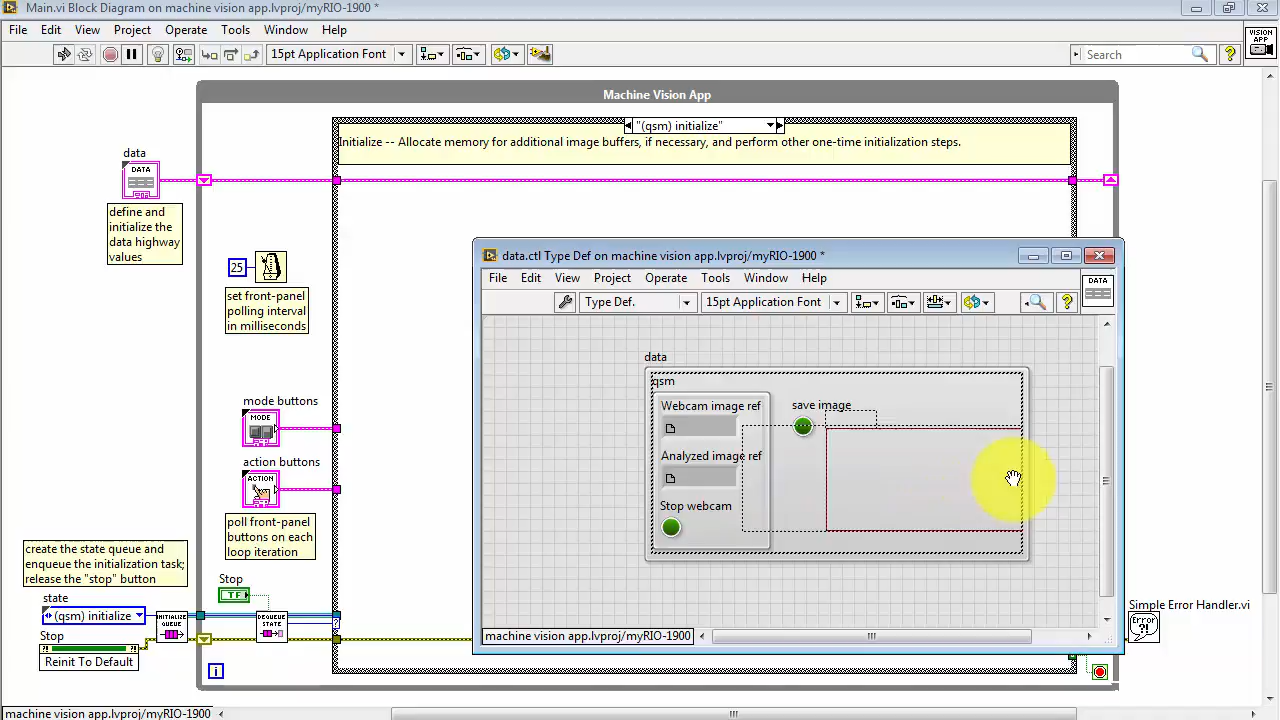 Main.vi Block Diagram on machine vision app.lvproj/myRIO-1900 *
File Edit View Project Operate Tools Window Help
15pt Application Font
Search
VISION
APP
Machine Vision App
"(qsm) initialize"
Initialize -- Allocate memory for additional image buffers, if necessary, and perform other one-time initialization steps.
data
DATA
define and
initialize the
data highway
values
25
set front-panel
polling interval
in milliseconds
mode buttons
MODE
action buttons
ACTION
poll front-panel
buttons on each
loop iteration
create the state queue and
enqueue the initialization task;
release the "stop" button
state
(qsm) initialize
Stop
Reinit To Default
INITIALIZE
QUEUE
Stop
TF
DEQUEUE
STATE
i
data.ctl Type Def on machine vision app.lvproj/myRIO-1900 *
File Edit View Project Operate Tools Window Help
Type Def.
15pt Application Font
DATA
data
qsm
Webcam image ref
save image
Analyzed image ref
Stop webcam
machine vision app.lvproj/myRIO-1900
Simple Error Handler.vi
Error
?!
machine vision app.lvproj/myRIO-1900